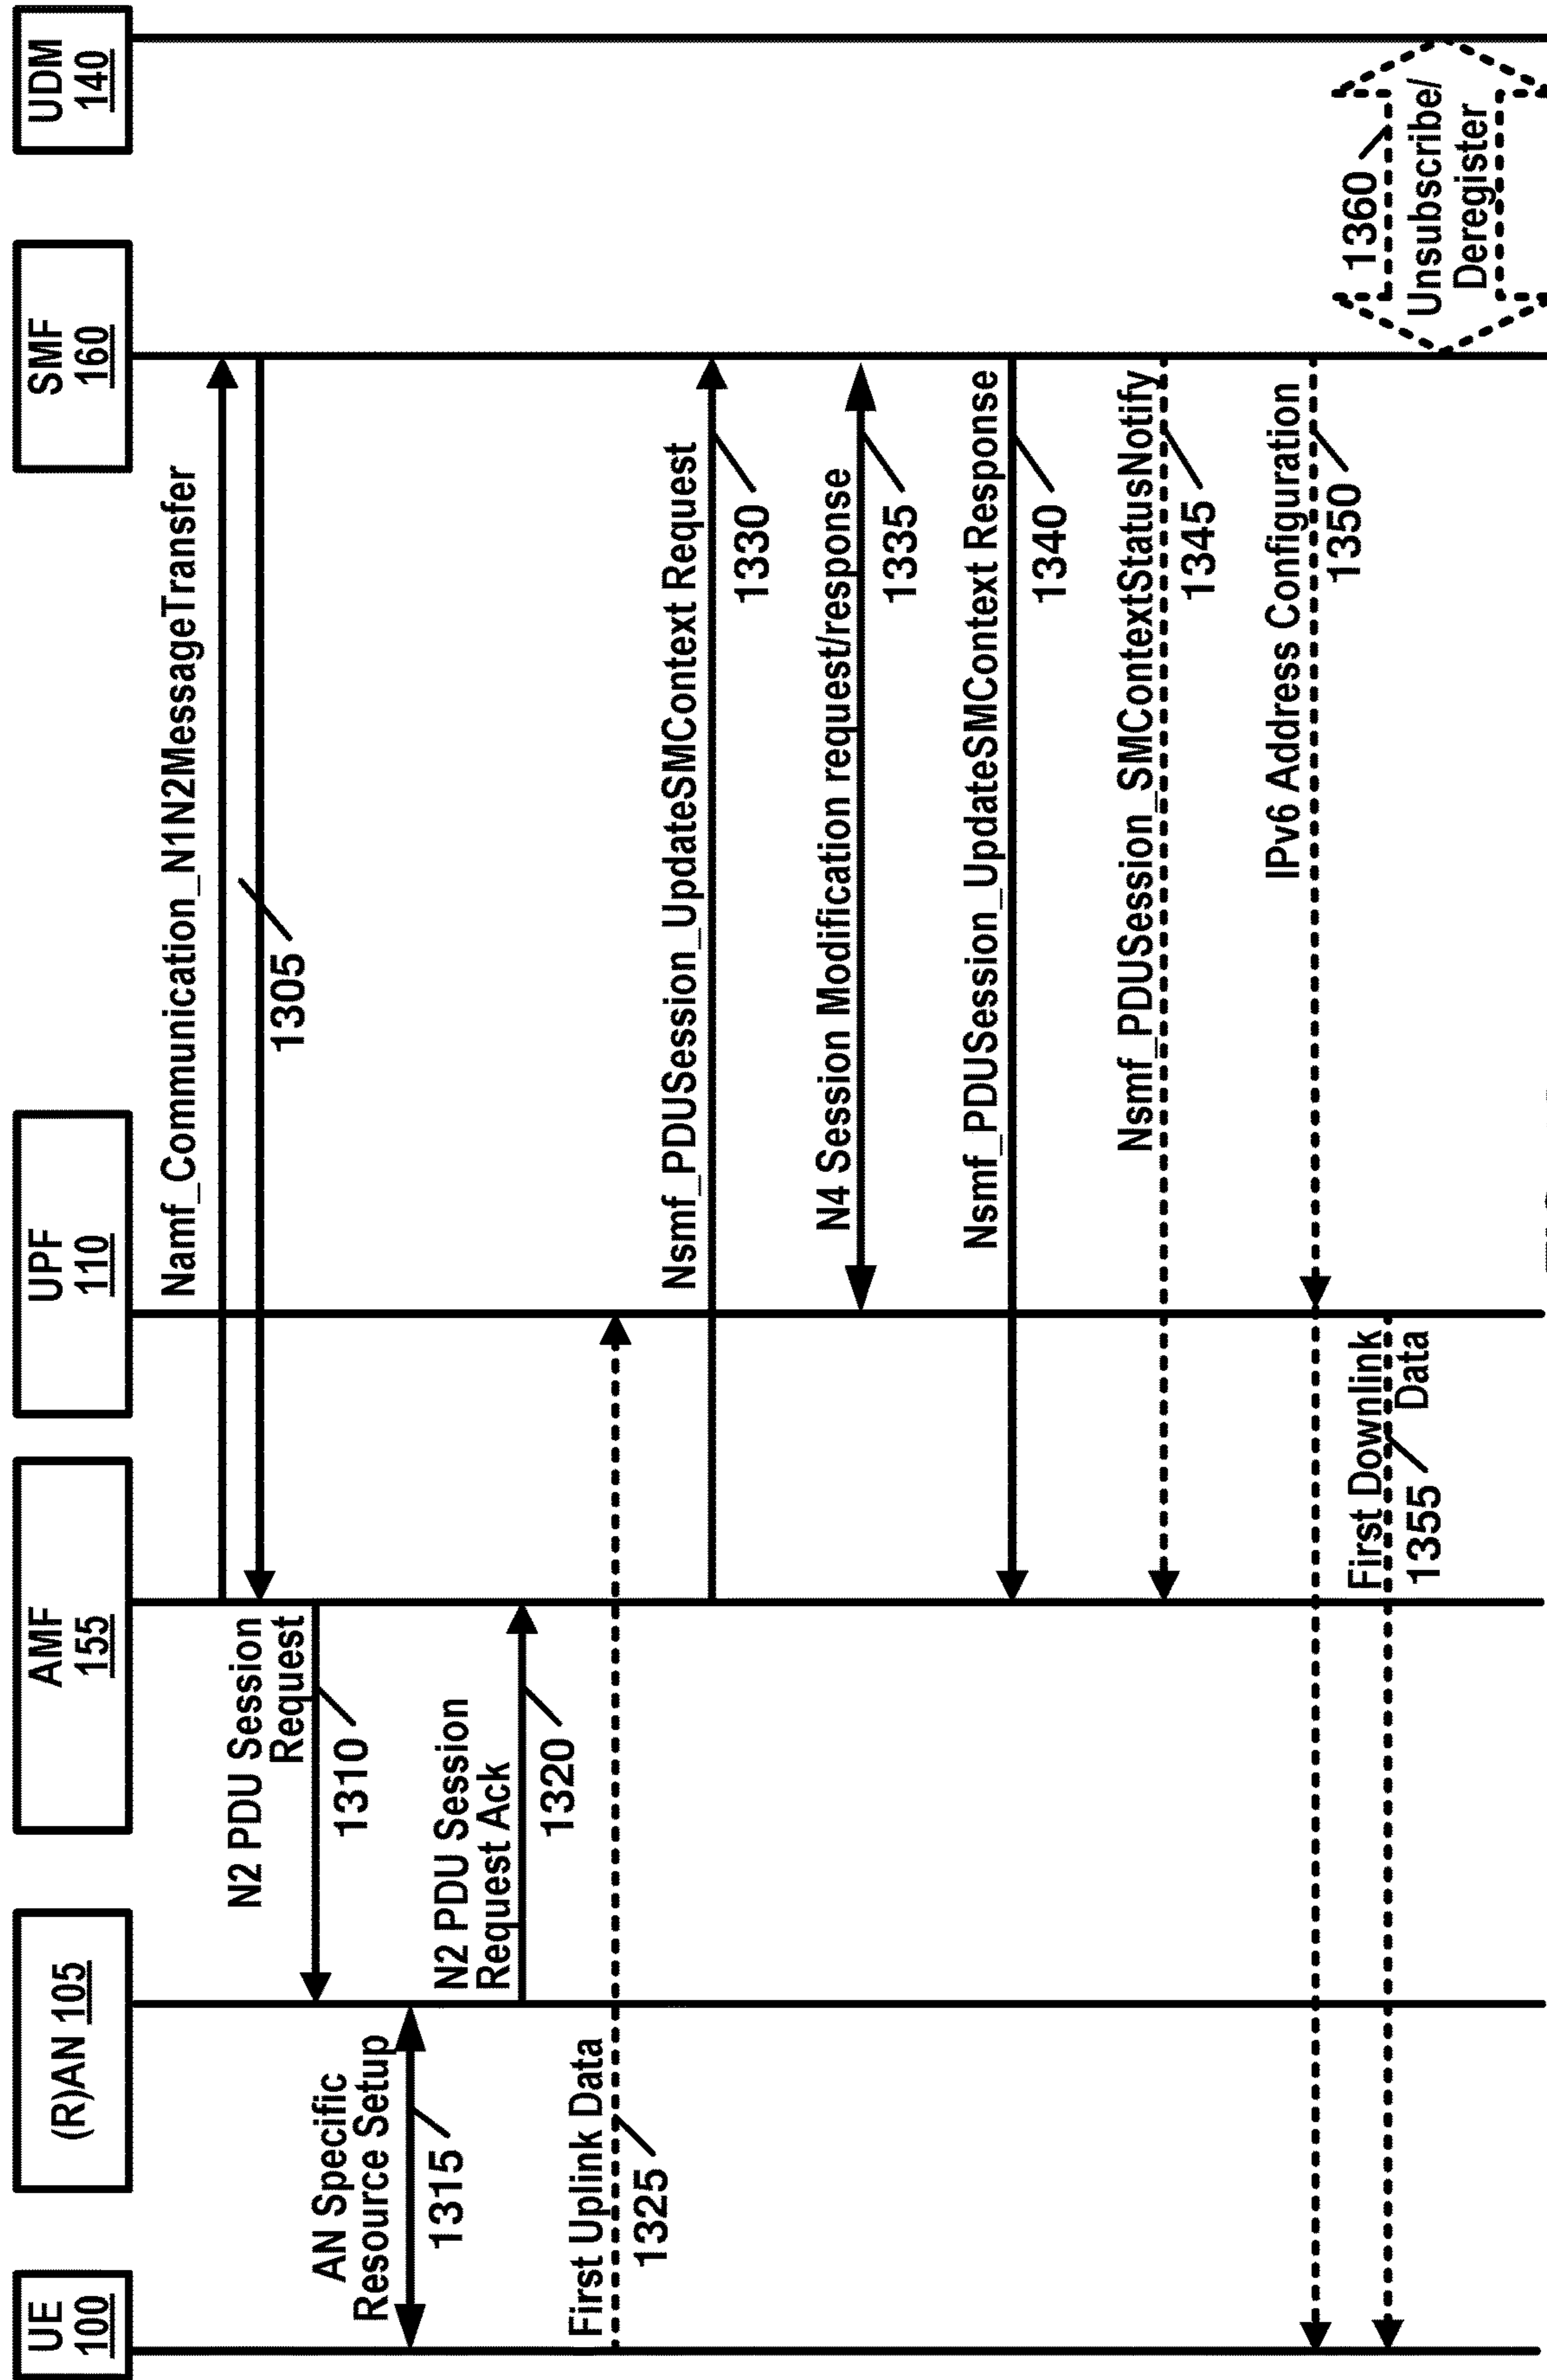 UE
100
(R)AN 105
AMF
155
UPF
110
SMF
160
UDM
140
Namf_Communication_N1N2MessageTransfer
1305
N2 PDU Session
Request
1310
AN Specific
Resource Setup
1315
N2 PDU Session
Request Ack
1320
First Uplink Data
1325
Nsmf_PDUSession_UpdateSMContext Request
1330
N4 Session Modification request/response
1335
Nsmf_PDUSession_UpdateSMContext Response
1340
Nsmf_PDUSession_SMContextStatusNotify
1345
IPv6 Address Configuration
1350
First Downlink
Data
1355
1360
Unsubscribe/
Deregister